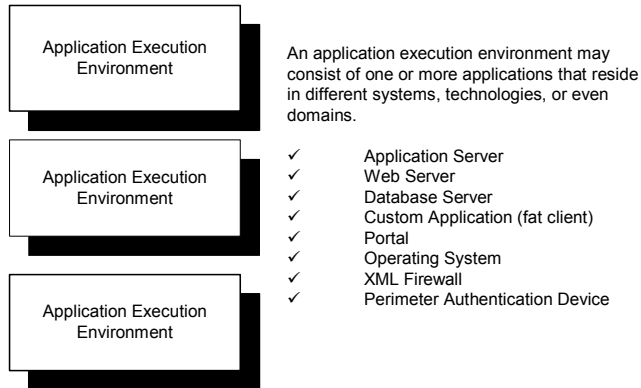 Application Execution
Environment
An application execution environment may
consist of one or more applications that reside
in different systems, technologies, or even
domains.
Application Execution
Environment
✓ Application Server
✓ Web Server
✓ Database Server
✓ Custom Application (fat client)
✓ Portal
✓ Operating System
✓ XML Firewall
✓ Perimeter Authentication Device
Application Execution
Environment